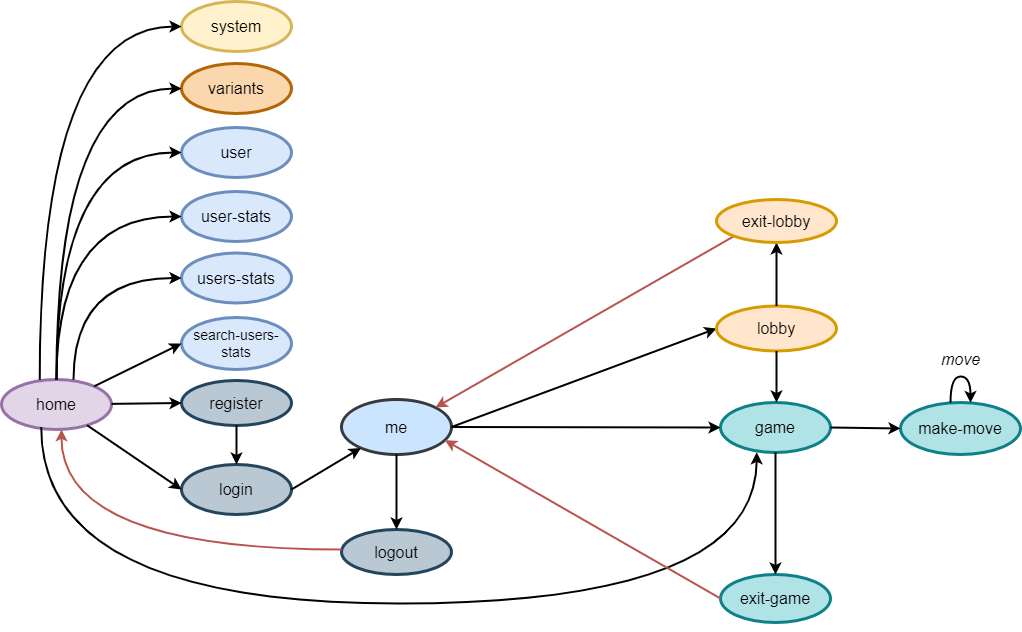 system
variants
user
user-stats
exit-lobby
users-stats
search-users-
stats
lobby
move
home
register
me
game
make-move
login
logout
exit-game